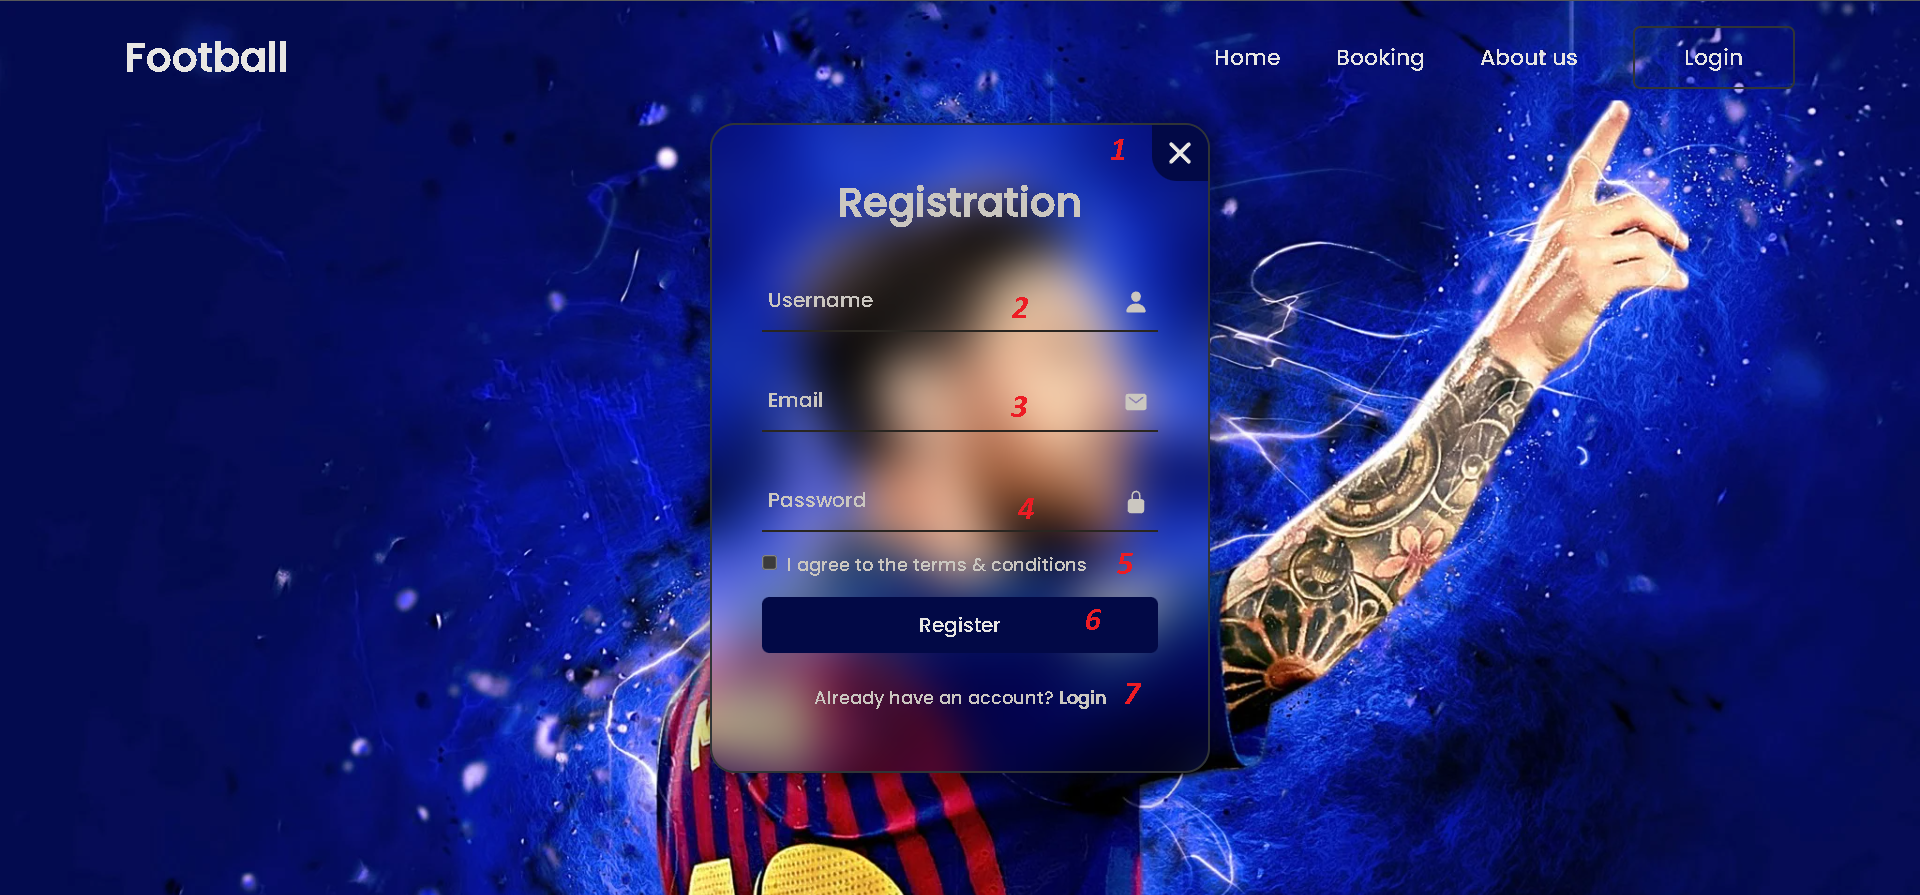 Football
Home Booking About us Login
1
Registration
Username 2
Email 3
Password 4
I agree to the terms & conditions 5
Register 6
Already have an account? Login 7